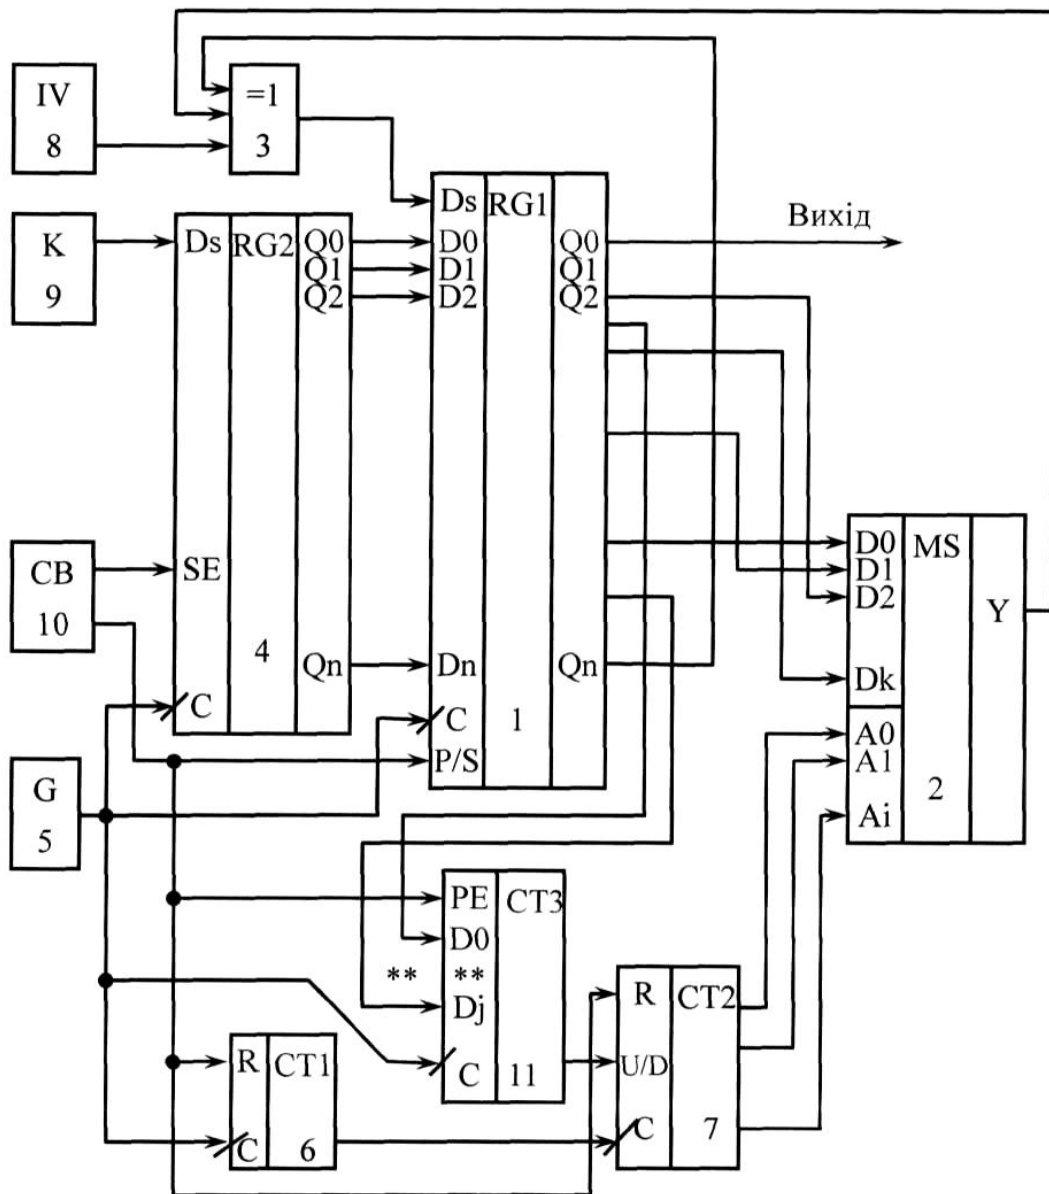 IV
8
=1
3
K
9
Ds RG2 Q0
Q1
Q2
SE
4
Qn
C
Ds RG1
D0 Q0
D1 Q1
D2 Q2
Dn Qn
C 1
P/S
Вихід
СВ
10
G
5
D0 MS
D1
D2
Y
Dk
A0
A1
2
Ai
PE CT3
D0
** **
Dj
C 11
R CT1
C 6
R CT2
U/D
C 7